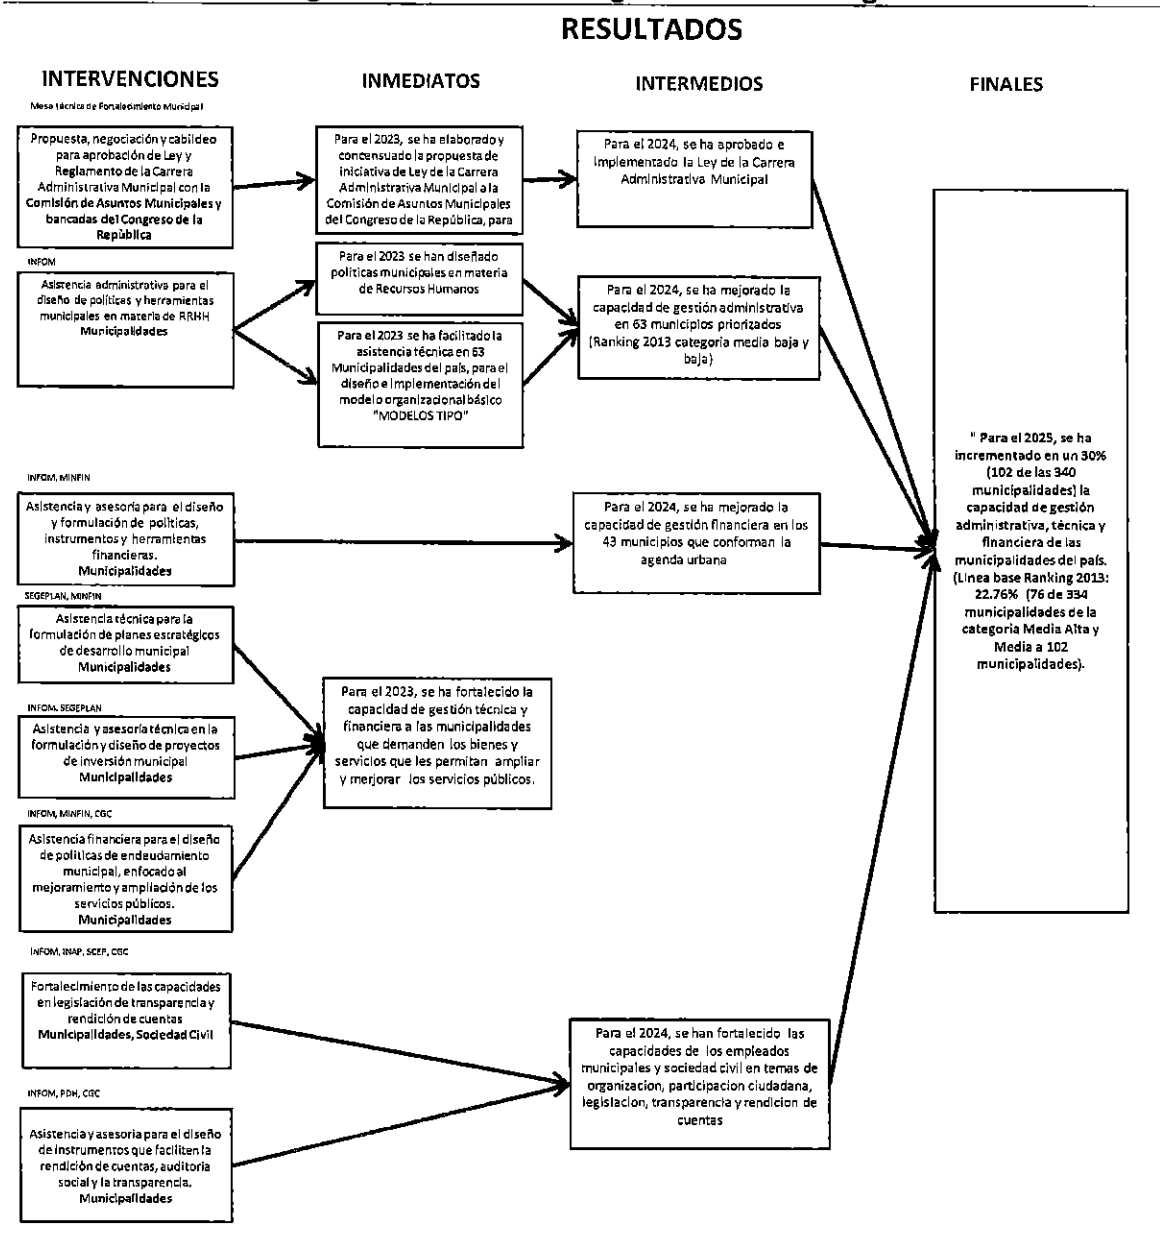 RESULTADOS
INTERVENCIONES
INMEDIATOS
INTERMEDIOS
FINALES
Mesa técnica de Fortalecimiento Municipal
Propuesta, negociación y cabildeo
para aprobación de Ley y
Reglamento de la Carrera
Administrativa Municipal con la
Comisión de Asuntos Municipales y
bancadas del Congreso de la
República
Para el 2023, se ha elaborado y
concensuado la propuesta de
iniciativa de Ley de la Carrera
Administrativa Municipal a la
Comisión de Asuntos Municipales
del Congreso de la República, para
Para el 2024, se ha aprobado e
implementado la Ley de la Carrera
Administrativa Municipal
INFOM
Asistencia administrativa para el
diseño de políticas y herramientas
municipales en materia de RRHH
Municipalidades
Para el 2023 se han diseñado
políticas municipales en materia
de Recursos Humanos
Para el 2023 se ha facilitado la
asistencia técnica en 63
Municipalidades del país, para el
diseño e implementación del
modelo organizacional básico
"MODELOS TIPO"
Para el 2024, se ha mejorado la
capacidad de gestión administrativa
en 63 municipios priorizados
(Ranking 2013 categoría media baja y
baja)
INFOM, MINFIN
Asistencia y asesoría para el diseño
y formulación de políticas,
instrumentos y herramientas
financieras.
Municipalidades
Para el 2024, se ha mejorado la
capacidad de gestión financiera en los
43 municipios que conforman la
agenda urbana
SEGEPLAN, MINFIN
Asistencia técnica para la
formulación de planes estratégicos
de desarrollo municipal
Municipalidades
INFOM, SEGEPLAN
Asistencia y asesoría técnica en la
formulación y diseño de proyectos
de inversión municipal
Municipalidades
INFOM, MINFIN, CGC
Asistencia financiera para el diseño
de políticas de endeudamiento
municipal, enfocado al
mejoramiento y ampliación de los
servicios públicos.
Municipalidades
Para el 2023, se ha fortalecido la
capacidad de gestión técnica y
financiera a las municipalidades
que demanden los bienes y
servicios que les permitan ampliar
y merjorar los servicios públicos.
INFOM, INAP, SCEP, CGC
Fortalecimiento de las capacidades
en legislación de transparencia y
rendición de cuentas
Municipalidades, Sociedad Civil
INFOM, PDH, CGC
Asistencia y asesoria para el diseño
de instrumentos que faciliten la
rendición de cuentas, auditoria
social y la transparencia.
Municipalidades
Para el 2024, se han fortalecido las
capacidades de los empleados
municipales y sociedad civil en temas de
organizacion, participacion ciudadana,
legislacion, transparencia y rendicion de
cuentas
" Para el 2025, se ha
incrementado en un 30%
(102 de las 340
municipalidades) la
capacidad de gestión
administrativa, técnica y
financiera de las
municipalidades del país.
(Linea base Ranking 2013:
22.76% (76 de 334
municipalidades de la
categoria Media Alta y
Media a 102
municipalidades).